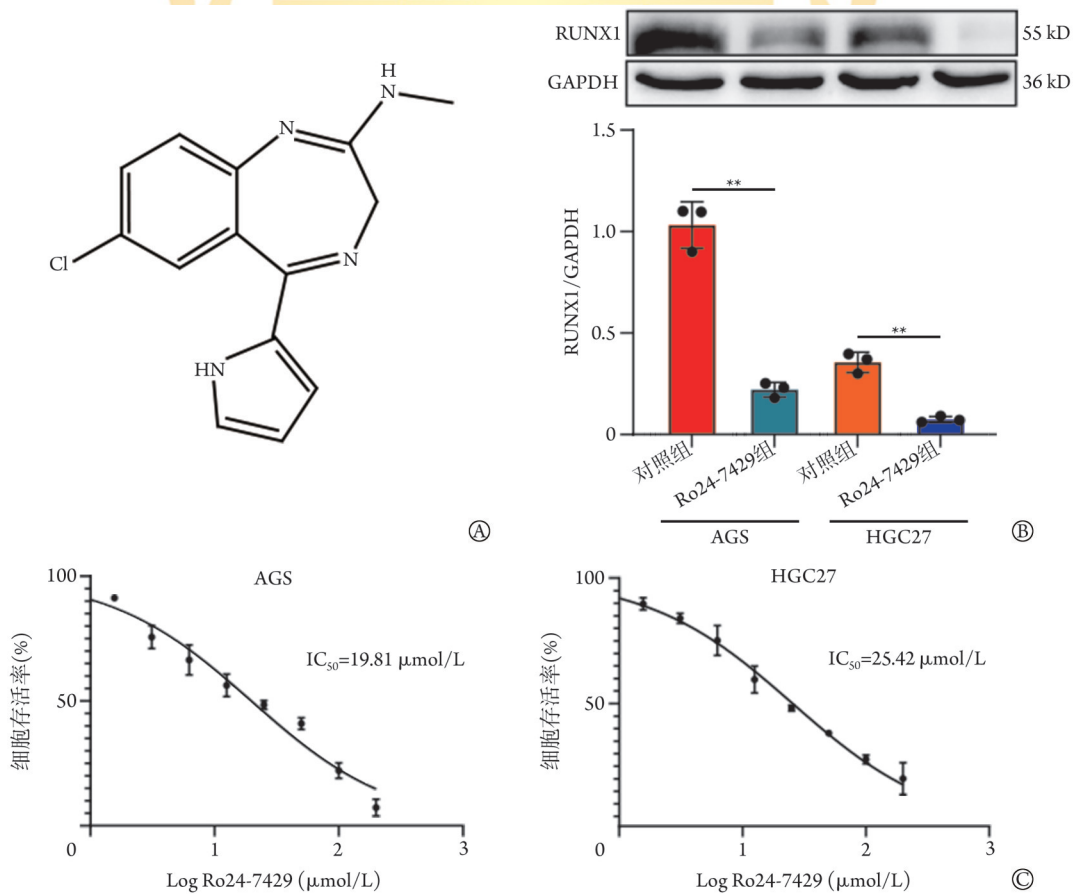 H
N
N
N
Cl
HN
Ⓐ
RUNX1
55 kD
GAPDH
36 kD
1.5
1.0
0.5
0
RUNX1/GAPDH
**
**
对照组
Ro24-7429组
对照组
Ro24-7429组
AGS
HGC27
Ⓑ
AGS
100
50
0
1
2
3
细胞存活率(%)
IC50=19.81 μmol/L
Log Ro24-7429 (μmol/L)
HGC27
100
50
0
1
2
3
细胞存活率(%)
IC50=25.42 μmol/L
Log Ro24-7429 (μmol/L)
Ⓒ